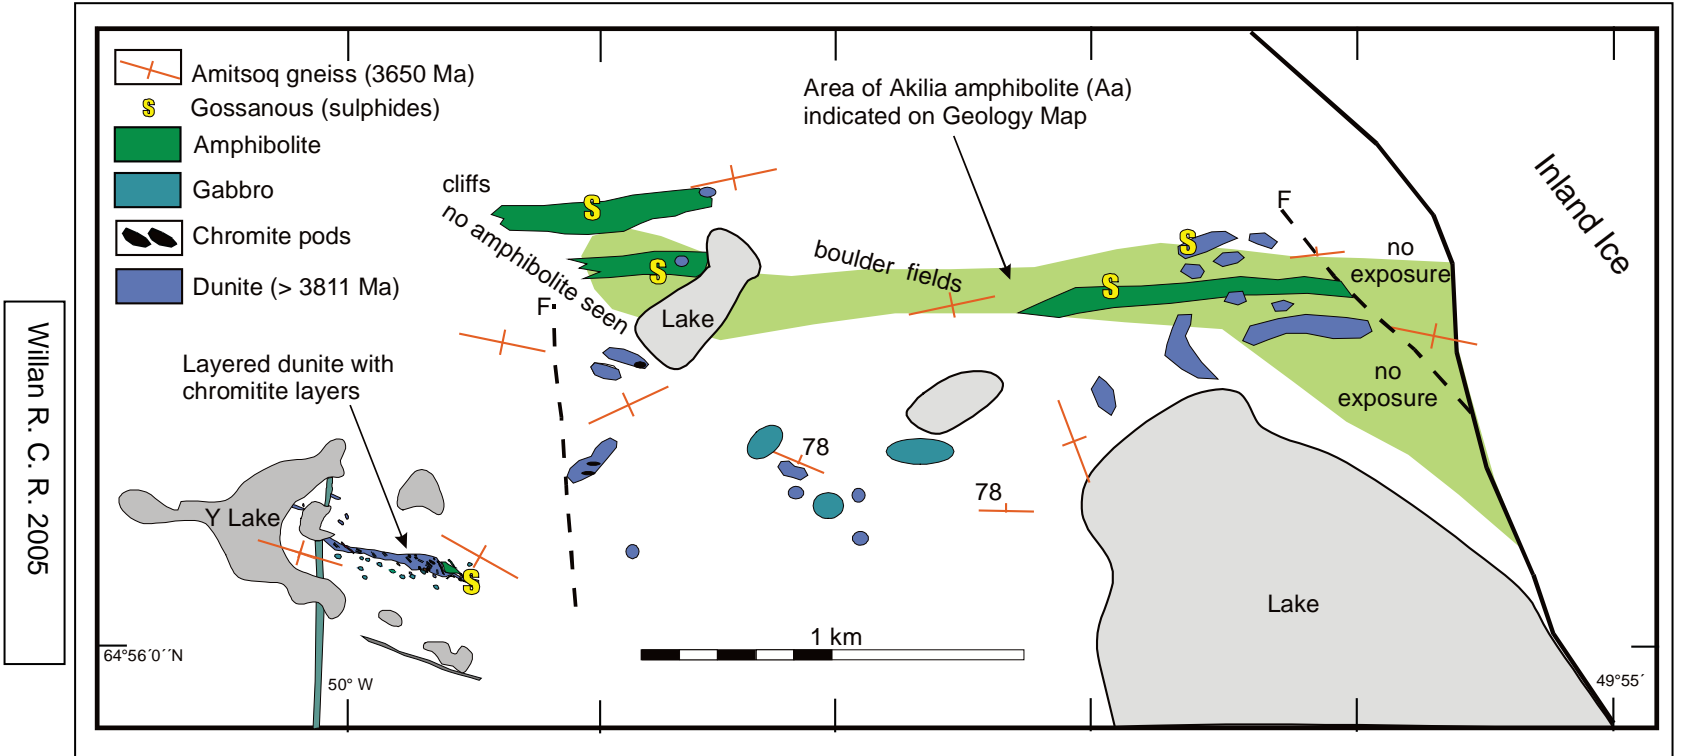 Amitsoq gneiss (3650 Ma)
S
Gossanous (sulphides)
Amphibolite
Gabbro
Chromite pods
Dunite (> 3811 Ma)
Area of Akilia amphibolite (Aa)
indicated on Geology Map
Inland Ice
cliffs
S
no amphibolite seen
S
Lake
boulder fields
S
S
F
no
exposure
no
exposure
F
Layered dunite with
chromitite layers
78
78
Y Lake
S
Lake
1 km
64°56´0´´N
50° W
49°55´
Willan R. C. R. 2005